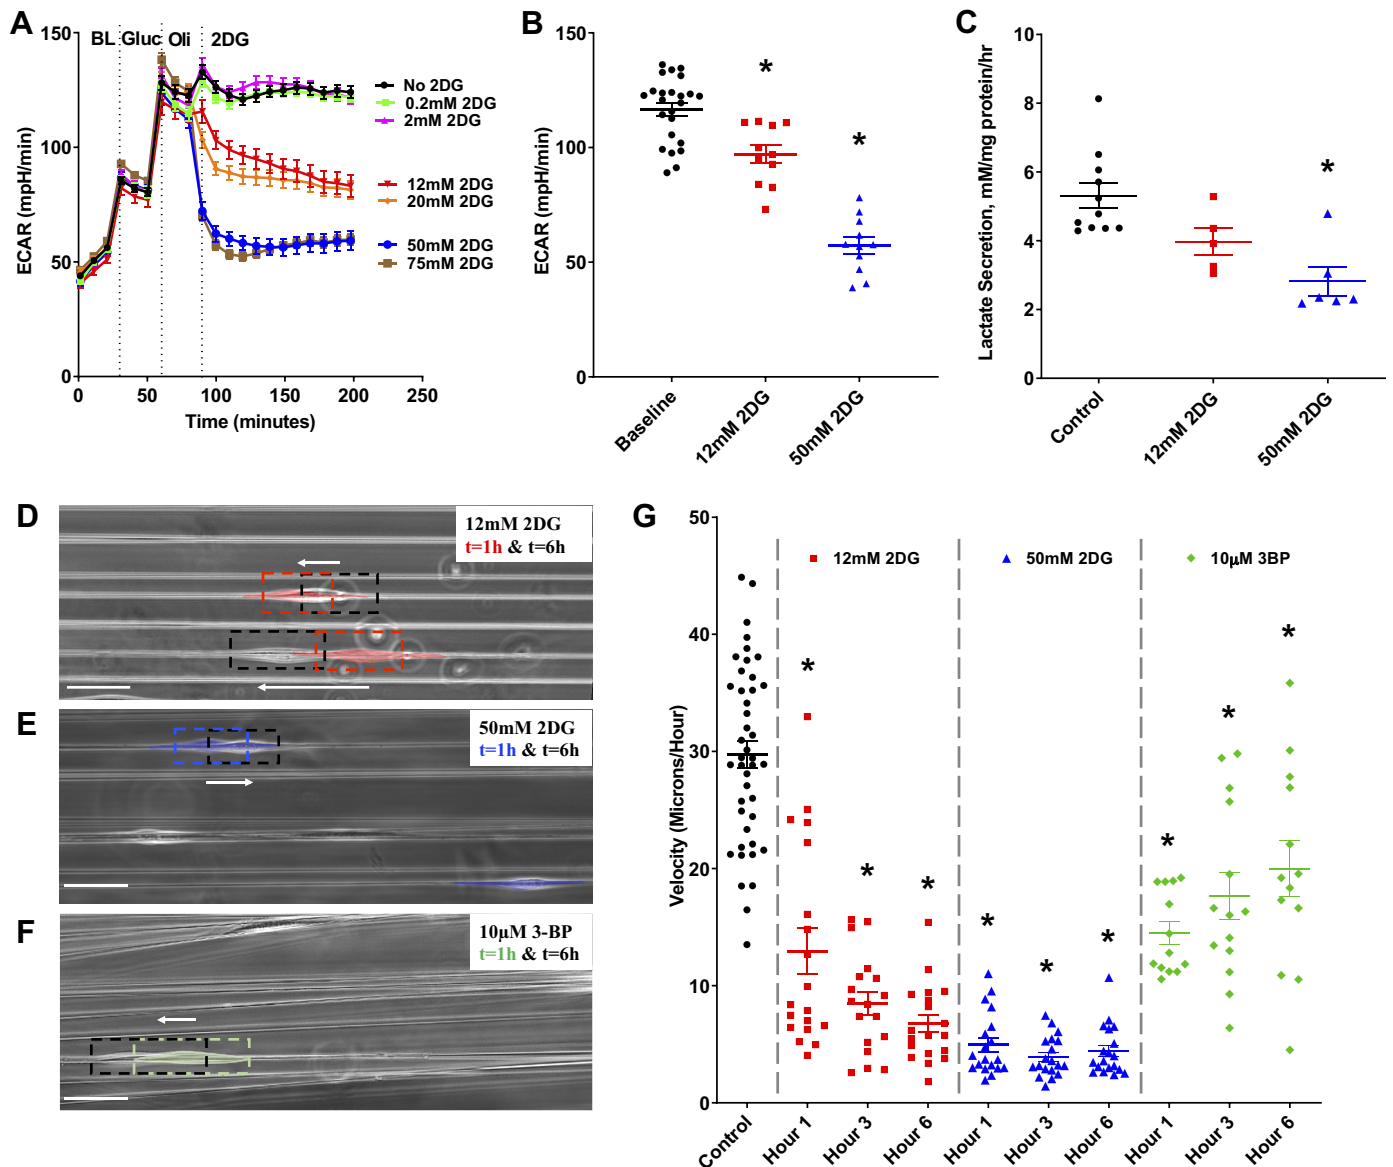 A
BL Gluc Oli 2DG
150
100
50
0
ECAR (mpH/min)
0 50 100 150 200 250
Time (minutes)
No 2DG
0.2mM 2DG
2mM 2DG
12mM 2DG
20mM 2DG
50mM 2DG
75mM 2DG
B
150
100
50
0
ECAR (mpH/min)
*
*
Baseline
12mM 2DG
50mM 2DG
C
10
8
6
4
2
0
Lactate Secretion, mM/mg protein/hr
*
Control
12mM 2DG
50mM 2DG
D
12mM 2DG
t=1h & t=6h
E
50mM 2DG
t=1h & t=6h
F
10μM 3-BP
t=1h & t=6h
G
50
40
30
20
10
0
Velocity (Microns/Hour)
12mM 2DG
50mM 2DG
10μM 3BP
* * * * * * * * *
Control
Hour 1
Hour 3
Hour 6
Hour 1
Hour 3
Hour 6
Hour 1
Hour 3
Hour 6